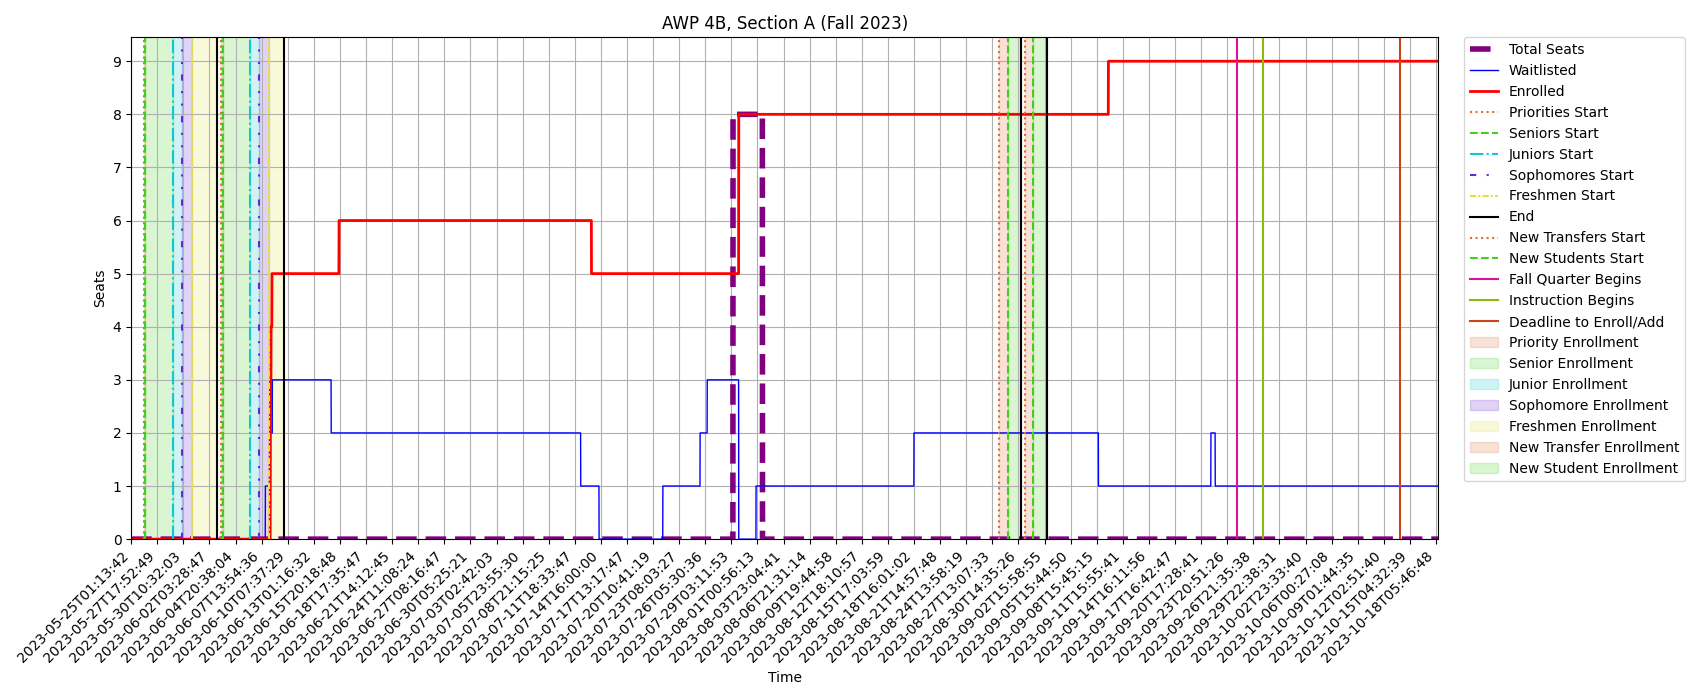 AWP 4B, Section A (Fall 2023)
Seats
9
8
7
6
5
4
3
2
1
0
2023-05-25T01:13:42
2023-05-27T17:52:49
2023-05-30T10:32:03
2023-06-02T03:28:47
2023-06-04T20:38:04
2023-06-07T13:54:36
2023-06-10T07:37:29
2023-06-13T01:16:32
2023-06-15T20:18:48
2023-06-18T17:35:47
2023-06-21T14:12:45
2023-06-24T11:08:24
2023-06-27T08:16:47
2023-06-30T05:25:21
2023-07-03T02:42:03
2023-07-05T23:55:30
2023-07-08T21:15:25
2023-07-11T18:33:47
2023-07-14T16:00:00
2023-07-17T13:17:47
2023-07-20T10:41:19
2023-07-23T08:03:27
2023-07-26T05:30:36
2023-07-29T03:11:53
2023-08-01T00:56:13
2023-08-03T23:04:41
2023-08-06T21:31:14
2023-08-09T19:44:58
2023-08-12T18:10:57
2023-08-15T17:03:59
2023-08-18T16:01:02
2023-08-21T14:57:48
2023-08-24T13:58:19
2023-08-27T13:07:33
2023-08-30T14:35:26
2023-09-02T15:58:55
2023-09-05T15:44:50
2023-09-08T15:45:15
2023-09-11T15:55:41
2023-09-14T16:11:56
2023-09-17T16:42:47
2023-09-20T17:28:41
2023-09-23T20:51:26
2023-09-26T21:35:38
2023-09-29T22:38:31
2023-10-02T23:33:40
2023-10-06T00:27:08
2023-10-09T01:44:35
2023-10-12T02:51:40
2023-10-15T04:32:39
2023-10-18T05:46:48
Time
Total Seats
Waitlisted
Enrolled
Priorities Start
Seniors Start
Juniors Start
Sophomores Start
Freshmen Start
End
New Transfers Start
New Students Start
Fall Quarter Begins
Instruction Begins
Deadline to Enroll/Add
Priority Enrollment
Senior Enrollment
Junior Enrollment
Sophomore Enrollment
Freshmen Enrollment
New Transfer Enrollment
New Student Enrollment